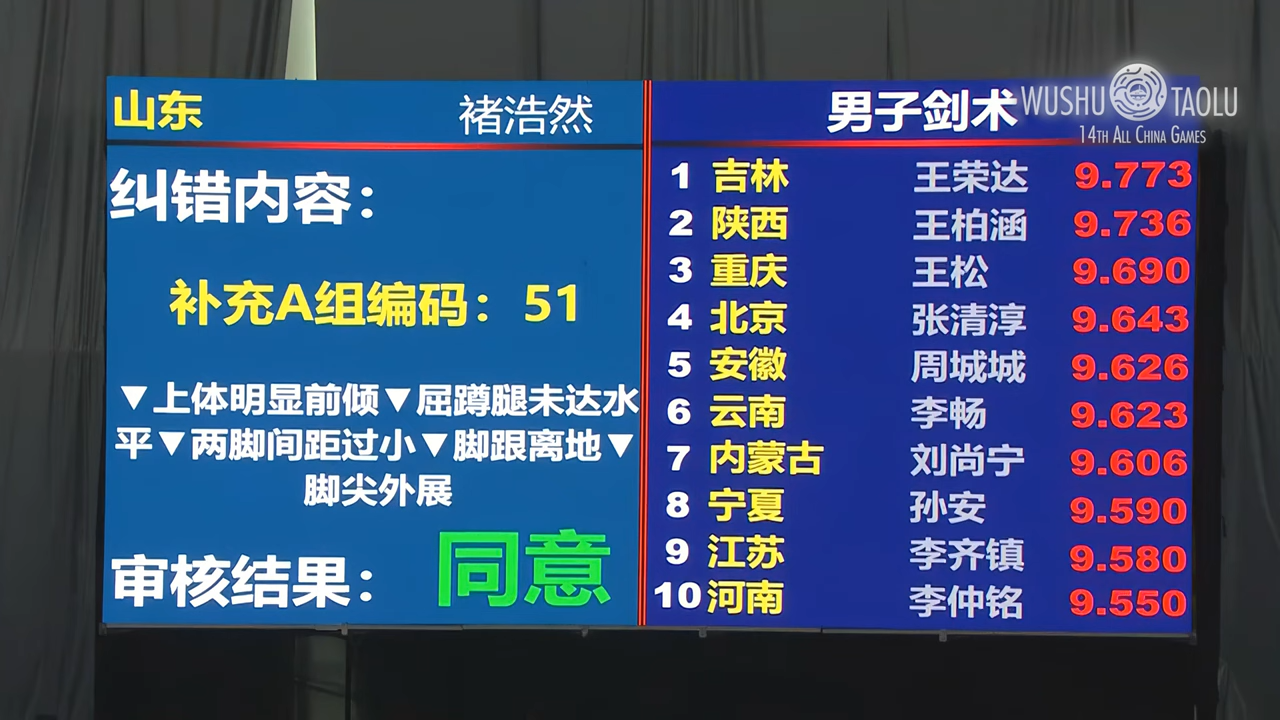 山东 褚浩然
纠错内容：
补充A组编码：51
▼上体明显前倾▼屈蹲腿未达水
平▼两脚间距过小▼脚跟离地▼
脚尖外展
审核结果： 同意
男子剑术
1 吉林 王荣达 9.773
2 陕西 王柏涵 9.736
3 重庆 王松 9.690
4 北京 张清淳 9.643
5 安徽 周城城 9.626
6 云南 李畅 9.623
7 内蒙古 刘尚宁 9.606
8 宁夏 孙安 9.590
9 江苏 李齐镇 9.580
10 河南 李仲铭 9.550
WUSHU TAOLU
14TH ALL CHINA GAMES